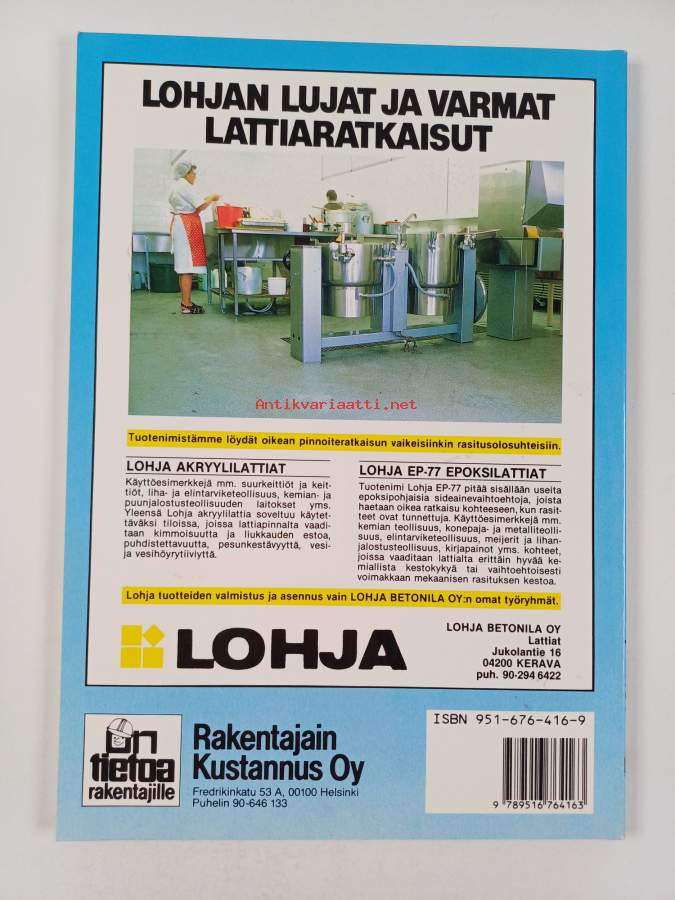 LOHJAN LUJAT JA VARMAT
LATTIARATKAISUT
Antikvariaatti.net
Tuotenimistämme löydät oikean pinnoiteratkaisun vaikeisiinkin rasitusolosuhteisiin.
LOHJA AKRYYLILATTIAT
Käyttöesimerkkejä mm. suurkeittiöt ja keit-
tiöt, liha- ja elintarviketeollisuus, kemian- ja
puunjalostusteollisuuden laitokset yms.
Yleensä Lohja akryylilattia soveltuu käytet-
täväksi tiloissa, joissa lattiapinnalta vaadi-
taan kimmoisuutta ja liukkauden estoa,
puhdistettavuutta, pesunkestävyyttä, vesi-
ja vesihöyrytiiviyttä.
LOHJA EP-77 EPOKSILATTIAT
Tuotenimi Lohja EP-77 pitää sisällään useita
epoksipohjaisia sideainevaihtoehtoja, joista
haetaan oikea ratkaisu kohteeseen, kun rasit-
teet ovat tunnettuja. Käyttöesimerkkejä mm.
kemian teollisuus, konepaja- ja metalliteolli-
suus, elintarviketeollisuus, meijerit ja lihan-
jalostusteollisuus, kirjapainot yms. kohteet,
joissa vaaditaan lattialta erittäin hyvää ke-
miallista kestokykyä tai vaihtoehtoisesti
voimakkaan mekaanisen rasituksen kestoa.
Lohja tuotteiden valmistus ja asennus vain LOHJA BETONILA OY:n omat työryhmät.
LOHJA
LOHJA BETONILA OY
Lattiat
Jukolantie 16
04200 KERAVA
puh. 90-294 6422
on
tietoa
rakentajille
Rakentajain
Kustannus Oy
Fredrikinkatu 53 A, 00100 Helsinki
Puhelin 90-646 133
ISBN 951-676-416-9
9 789516 764163